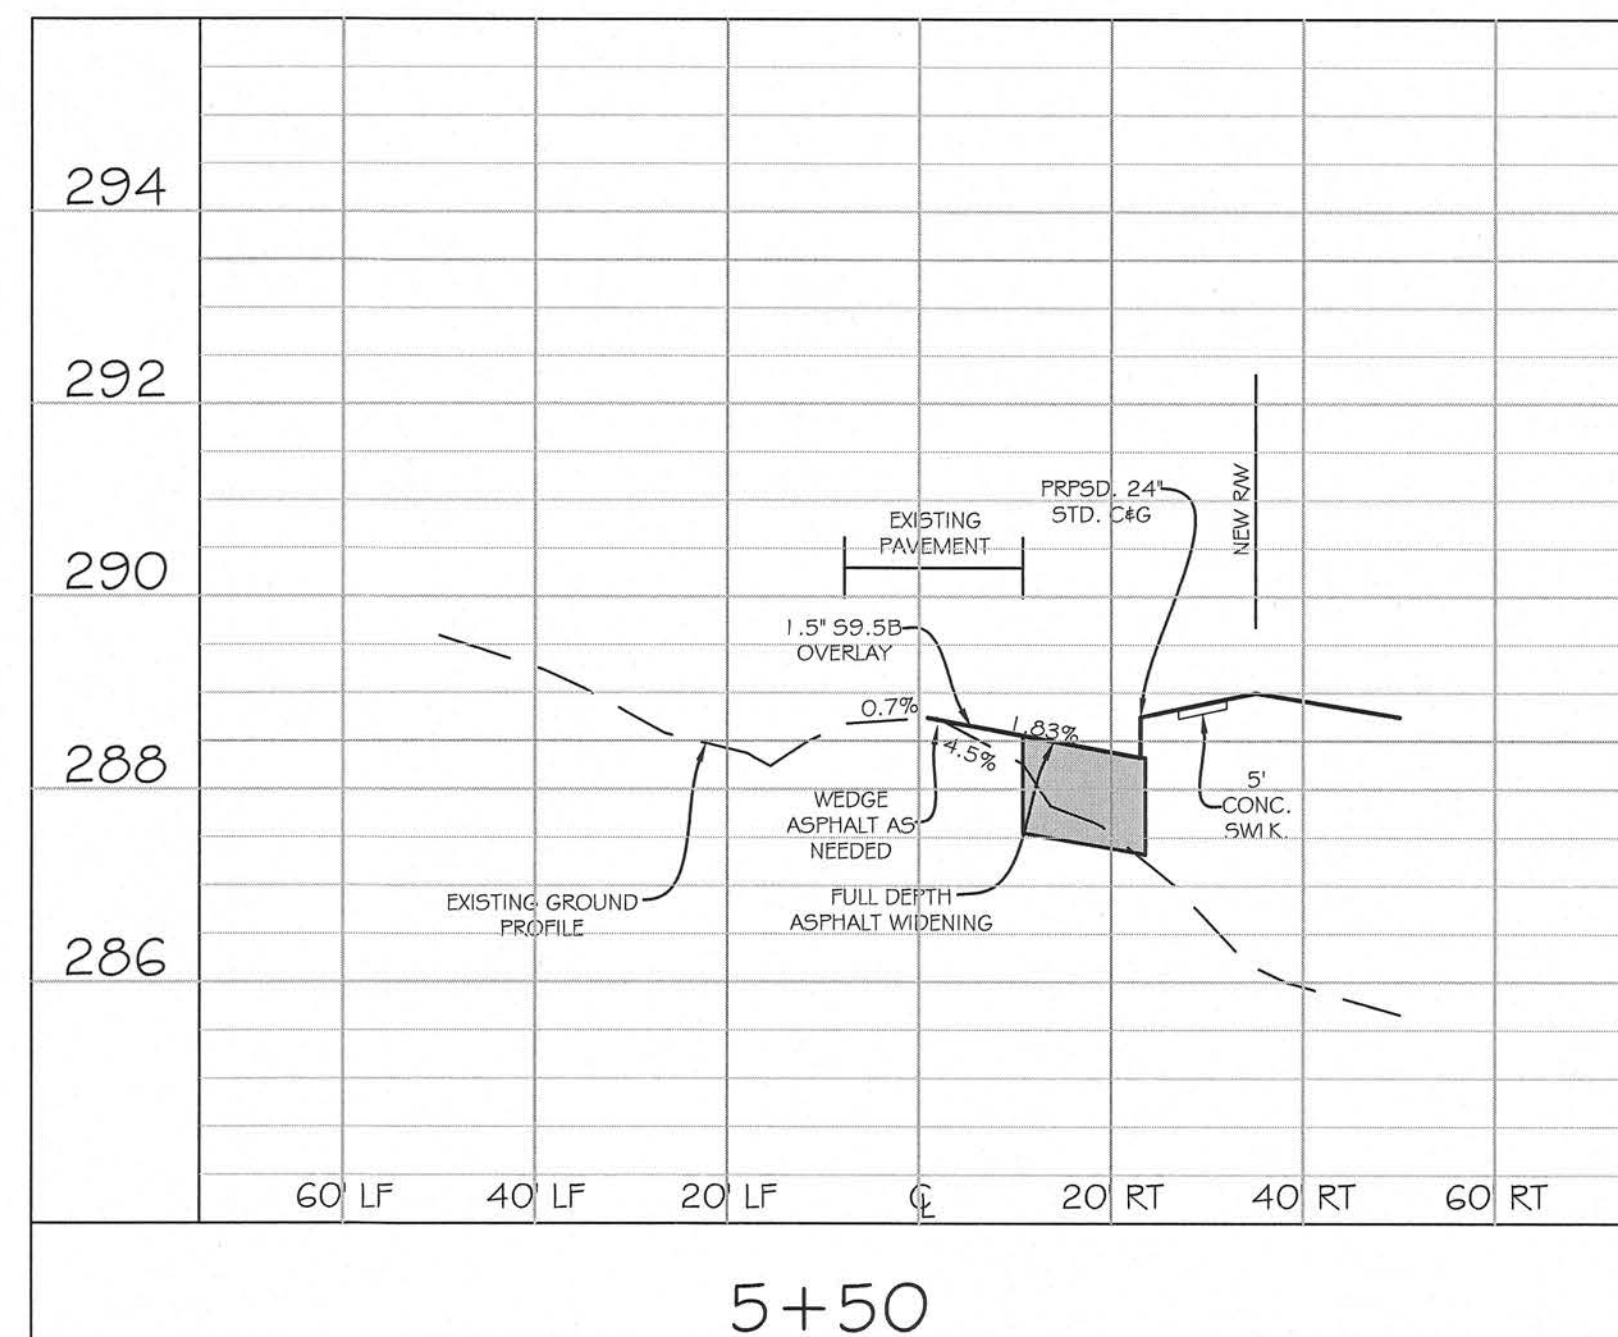 294
292
290
288
286
PRPSD. 24"
STD. C&G
NEW R/W
EXISTING
PAVEMENT
1.5" S9.5B
OVERLAY
0.7%
1.83%
4.5%
WEDGE
ASPHALT AS
NEEDED
5'
CONC.
SWLK.
EXISTING GROUND
PROFILE
FULL DEPTH
ASPHALT WIDENING
60' LF
40' LF
20' LF
℄
20' RT
40' RT
60' RT
5+50